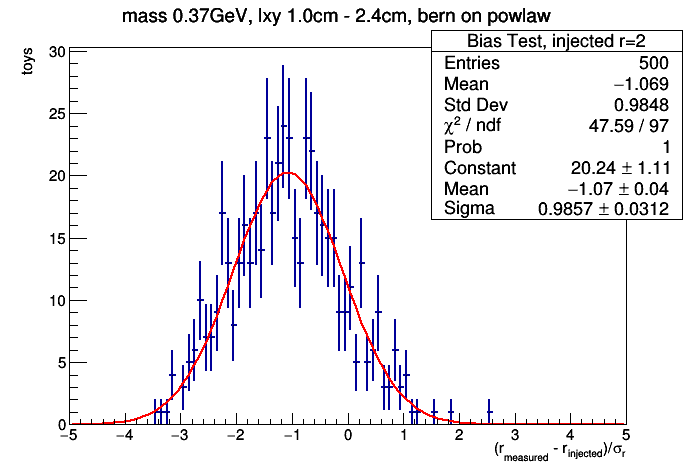 mass 0.37GeV, lxy 1.0cm - 2.4cm, bern on powlaw
toys
Bias Test, injected r=2
Entries 500
Mean −1.069
Std Dev 0.9848
χ² / ndf 47.59 / 97
Prob 1
Constant 20.24 ± 1.11
Mean −1.07 ± 0.04
Sigma 0.9857 ± 0.0312
30
25
20
15
10
5
0
−5 −4 −3 −2 −1 0 1 2 3 4 5
(r_measured - r_injected)/σ_r